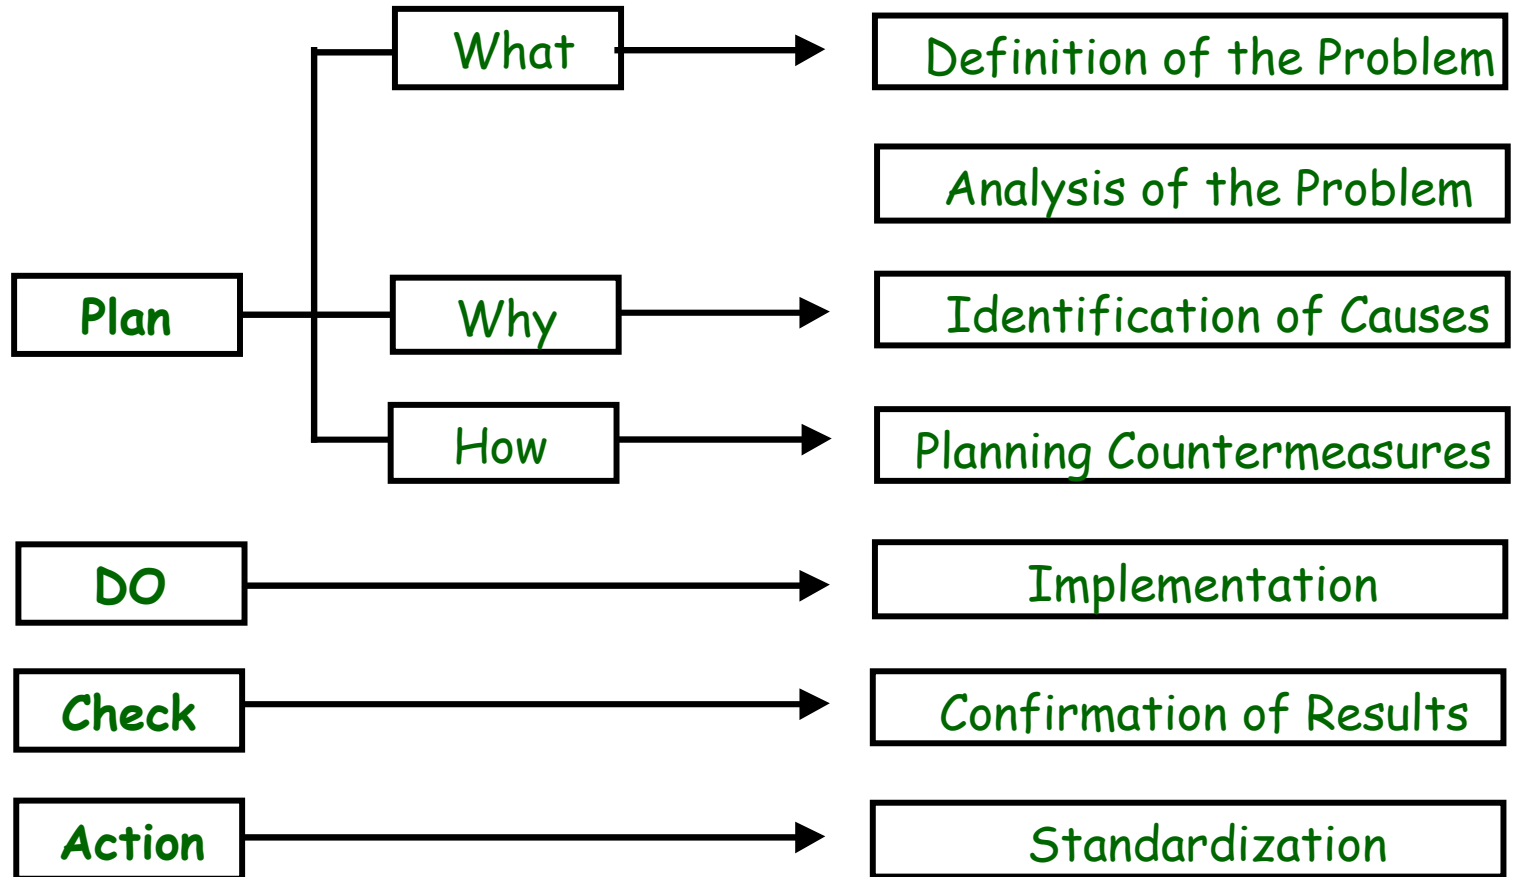 What
Definition of the Problem
Analysis of the Problem
Plan
Why
Identification of Causes
How
Planning Countermeasures
DO
Implementation
Check
Confirmation of Results
Action
Standardization